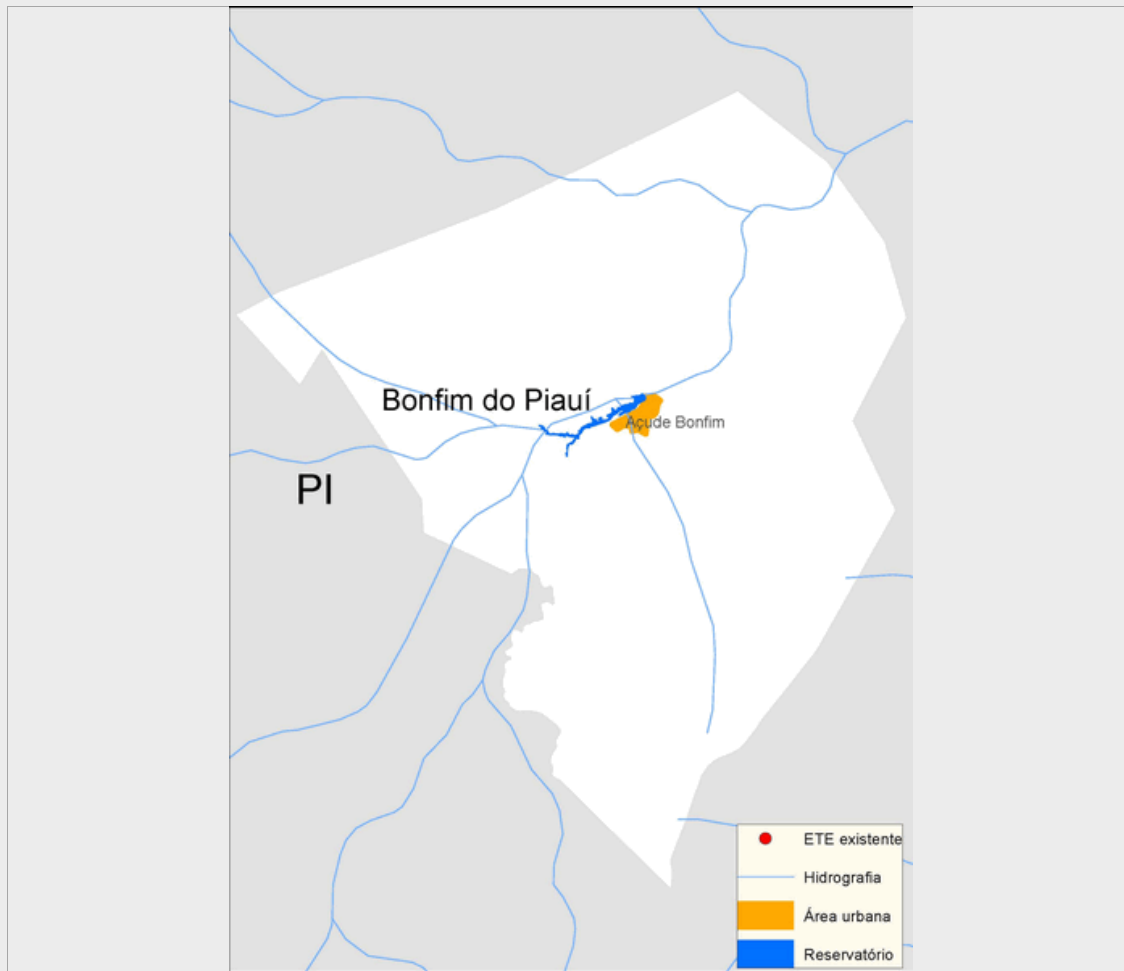 Bonfim do Piauí
Açude Bonfim
PI
ETE existente
Hidrografia
Área urbana
Reservatório